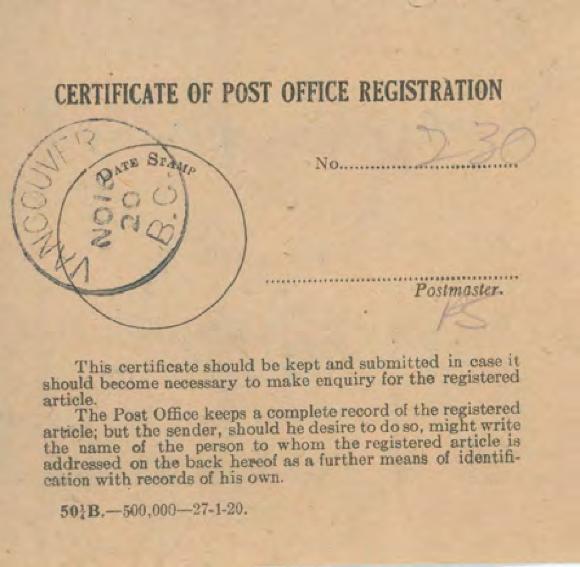 CERTIFICATE OF POST OFFICE REGISTRATION
VANCOUVER
DATE STAMP
NO 16
20
B.C.
No. D 30
Postmaster.
This certificate should be kept and submitted in case it
should become necessary to make enquiry for the registered
article.
The Post Office keeps a complete record of the registered
article; but the sender, should he desire to do so, might write
the name of the person to whom the registered article is
addressed on the back hereof as a further means of identifi-
cation with records of his own.
50¼B.—500,000—27-1-20.